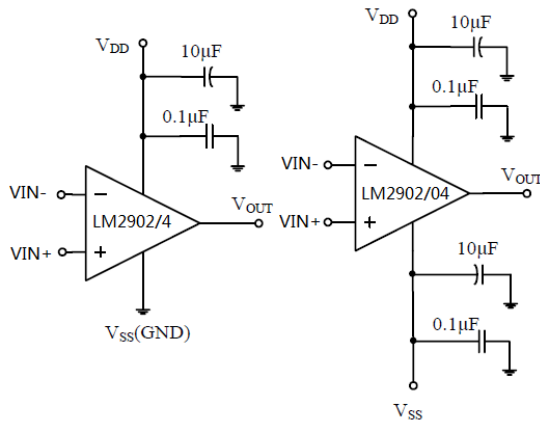 VDD
10μF
0.1μF
VIN-
LM2902/4
VOUT
VIN+
VSS(GND)
VDD
10μF
0.1μF
VIN-
LM2902/04
VOUT
VIN+
10μF
0.1μF
VSS